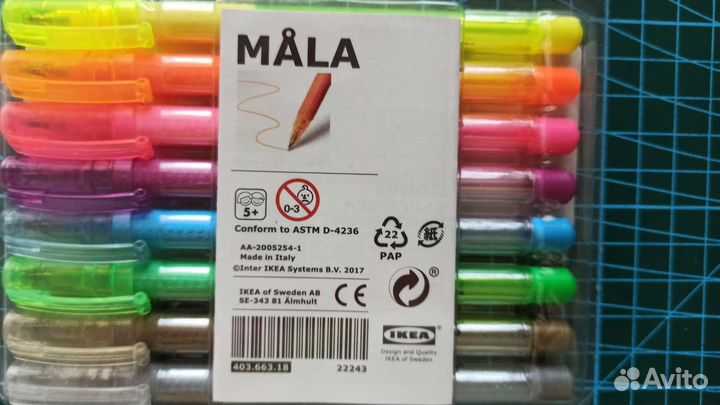 MÅLA
5+
0-3
Conform to ASTM D-4236
AA-2005254-1
Made in Italy
©Inter IKEA Systems B.V. 2017
22
PAP
紙
®
IKEA of Sweden AB
SE-343 81 Älmhult
CE
403.663.18
22243
IKEA
®
Design and Quality
IKEA of Sweden
Avito